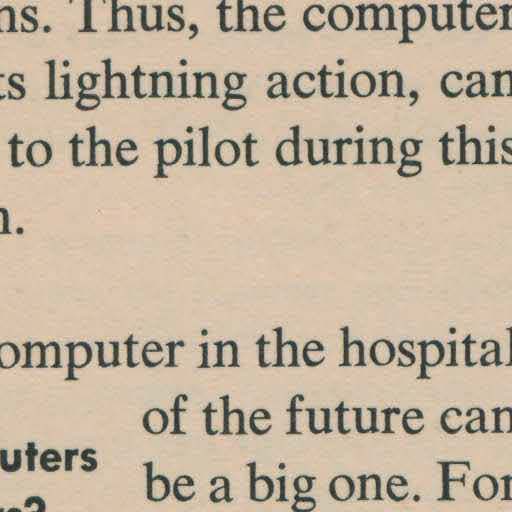 ns. Thus, the computer
ts lightning action, can
to the pilot during this
n.
omputer in the hospital
of the future can
uters
be a big one. For